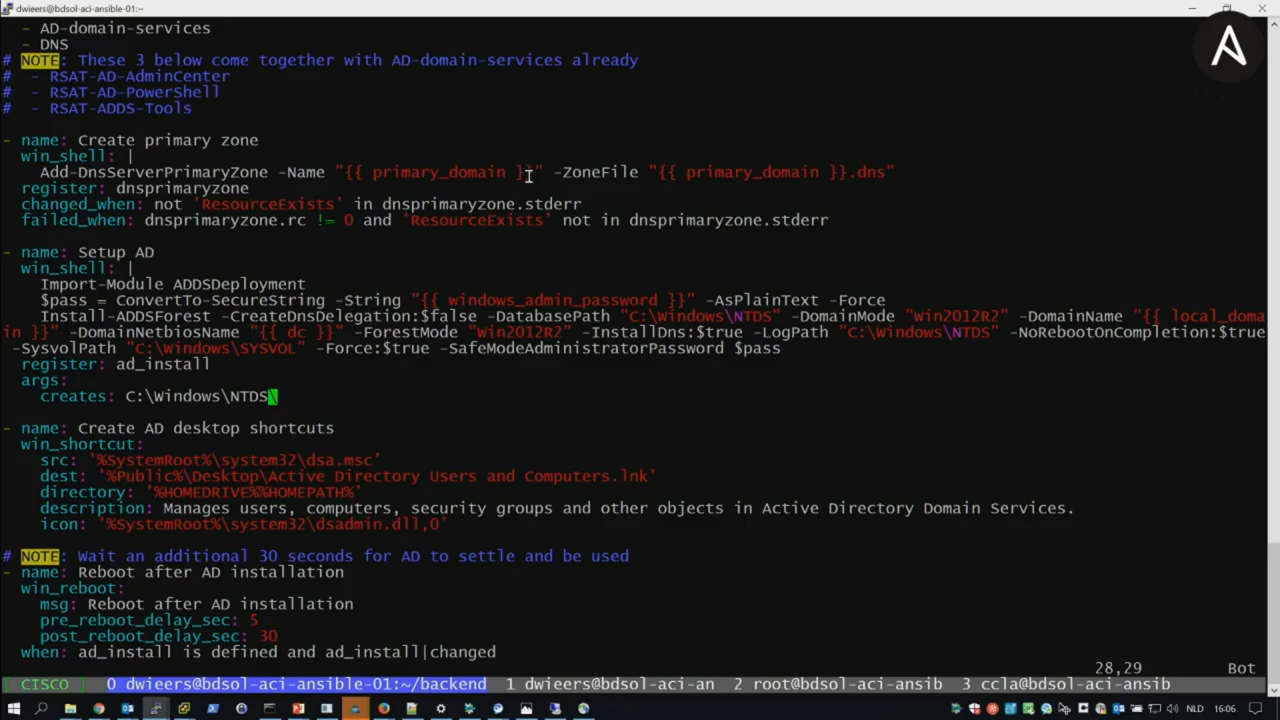 dwieers@bdsol-aci-ansible-01:~
- AD-domain-services
- DNS
# NOTE: These 3 below come together with AD-domain-services already
#  - RSAT-AD-AdminCenter
#  - RSAT-AD-PowerShell
#  - RSAT-ADDS-Tools
- name: Create primary zone
win_shell: |
Add-DnsServerPrimaryZone -Name "{{ primary_domain }}" -ZoneFile "{{ primary_domain }}.dns"
register: dnsprimaryzone
changed_when: not 'ResourceExists' in dnsprimaryzone.stderr
failed_when: dnsprimaryzone.rc != 0 and 'ResourceExists' not in dnsprimaryzone.stderr
- name: Setup AD
win_shell: |
Import-Module ADDSDeployment
$pass = ConvertTo-SecureString -String "{{ windows_admin_password }}" -AsPlainText -Force
Install-ADDSForest -CreateDnsDelegation:$false -DatabasePath "C:\Windows\NTDS" -DomainMode "Win2012R2" -DomainName "{{ local_doma
in }}" -DomainNetbiosName "{{ dc }}" -ForestMode "Win2012R2" -InstallDns:$true -LogPath "C:\Windows\NTDS" -NoRebootOnCompletion:$true
-SysvolPath "C:\Windows\SYSVOL" -Force:$true -SafeModeAdministratorPassword $pass
register: ad_install
args:
creates: C:\Windows\NTDS\
- name: Create AD desktop shortcuts
win_shortcut:
src: '%SystemRoot%\system32\dsa.msc'
dest: '%Public%\Desktop\Active Directory Users and Computers.lnk'
directory: '%HOMEDRIVE%%HOMEPATH%'
description: Manages users, computers, security groups and other objects in Active Directory Domain Services.
icon: '%SystemRoot%\system32\dsadmin.dll,0'
# NOTE: Wait an additional 30 seconds for AD to settle and be used
- name: Reboot after AD installation
win_reboot:
msg: Reboot after AD installation
pre_reboot_delay_sec: 5
post_reboot_delay_sec: 30
when: ad_install is defined and ad_install|changed
28,29 Bot
[ CISCO ] 0 dwieers@bdsol-aci-ansible-01:~/backend 1 dwieers@bdsol-aci-an 2 root@bdsol-aci-ansib 3 ccla@bdsol-aci-ansib
NLD 16:06